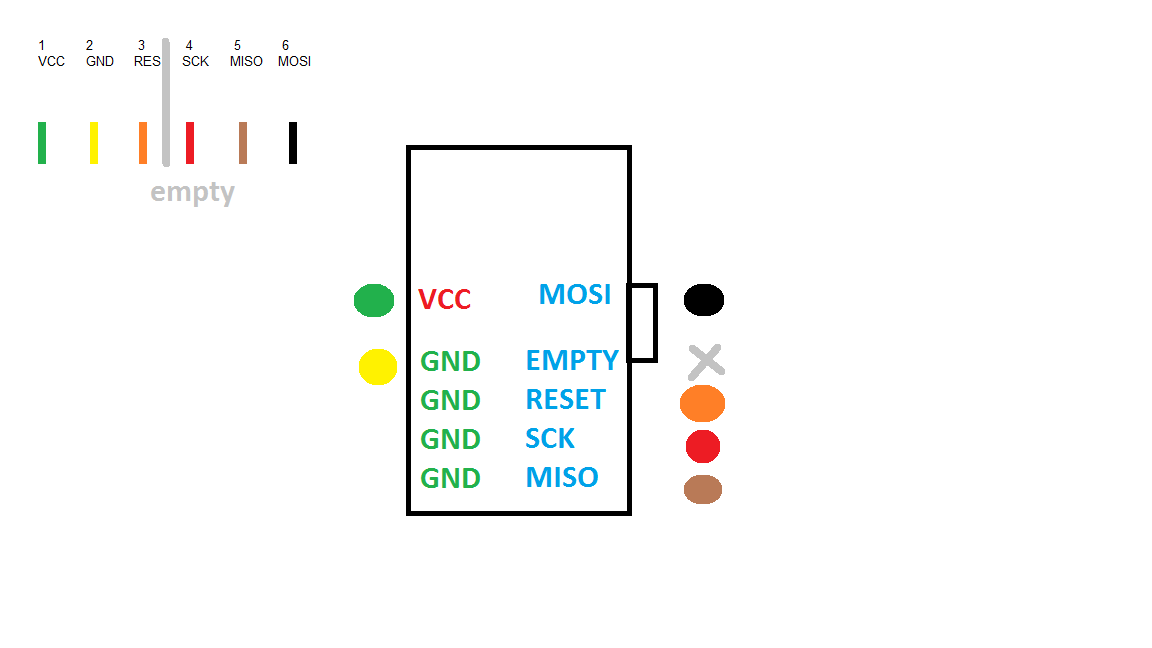 1 2 3 4 5 6
VCC GND RES SCK MISO MOSI
empty
VCC MOSI
GND EMPTY
GND RESET
GND SCK
GND MISO